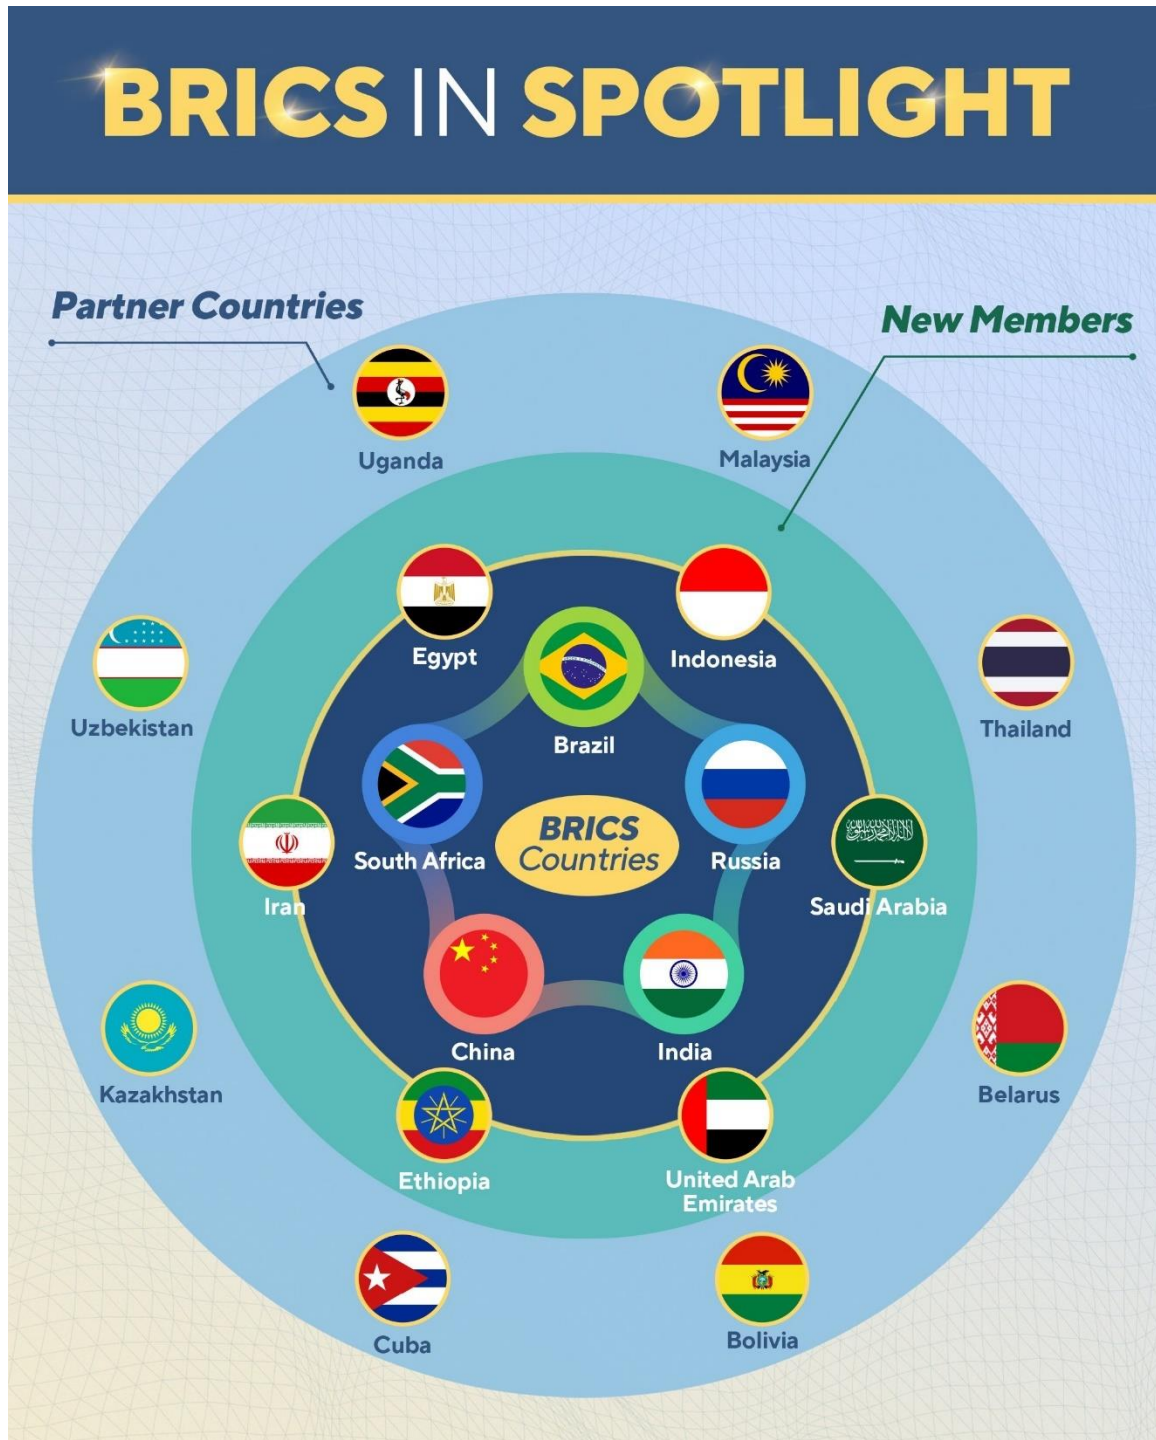 BRICS IN SPOTLIGHT
Partner Countries
New Members
Uganda
Malaysia
Egypt
Indonesia
Uzbekistan
Thailand
Brazil
BRICS
Countries
South Africa
Russia
Iran
Saudi Arabia
China
India
Kazakhstan
Belarus
Ethiopia
United Arab
Emirates
Cuba
Bolivia